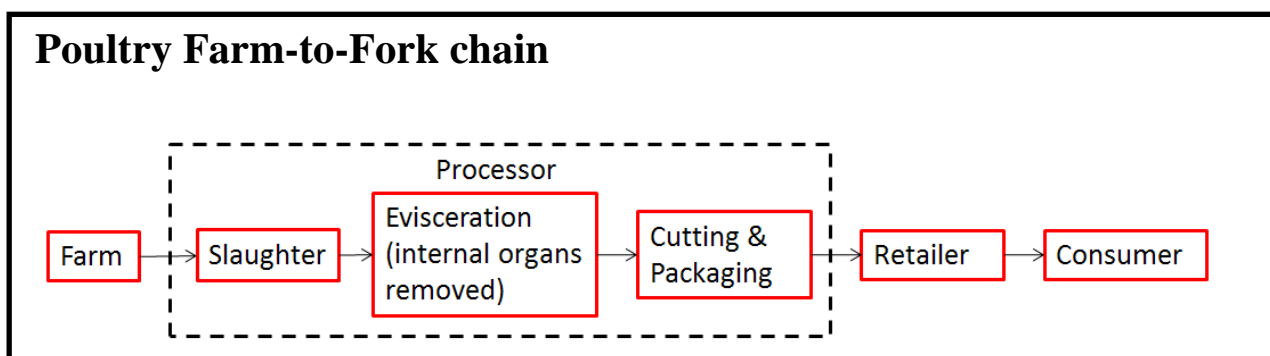 Poultry Farm-to-Fork chain
Processor
Farm
Slaughter
Evisceration
(internal organs
removed)
Cutting &
Packaging
Retailer
Consumer